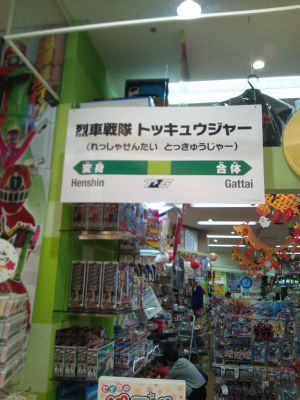 烈車戦隊 トッキュウジャー
（れっしゃせんたい とっきゅうじゃー）
変身 合体
Henshin TQG Gattai